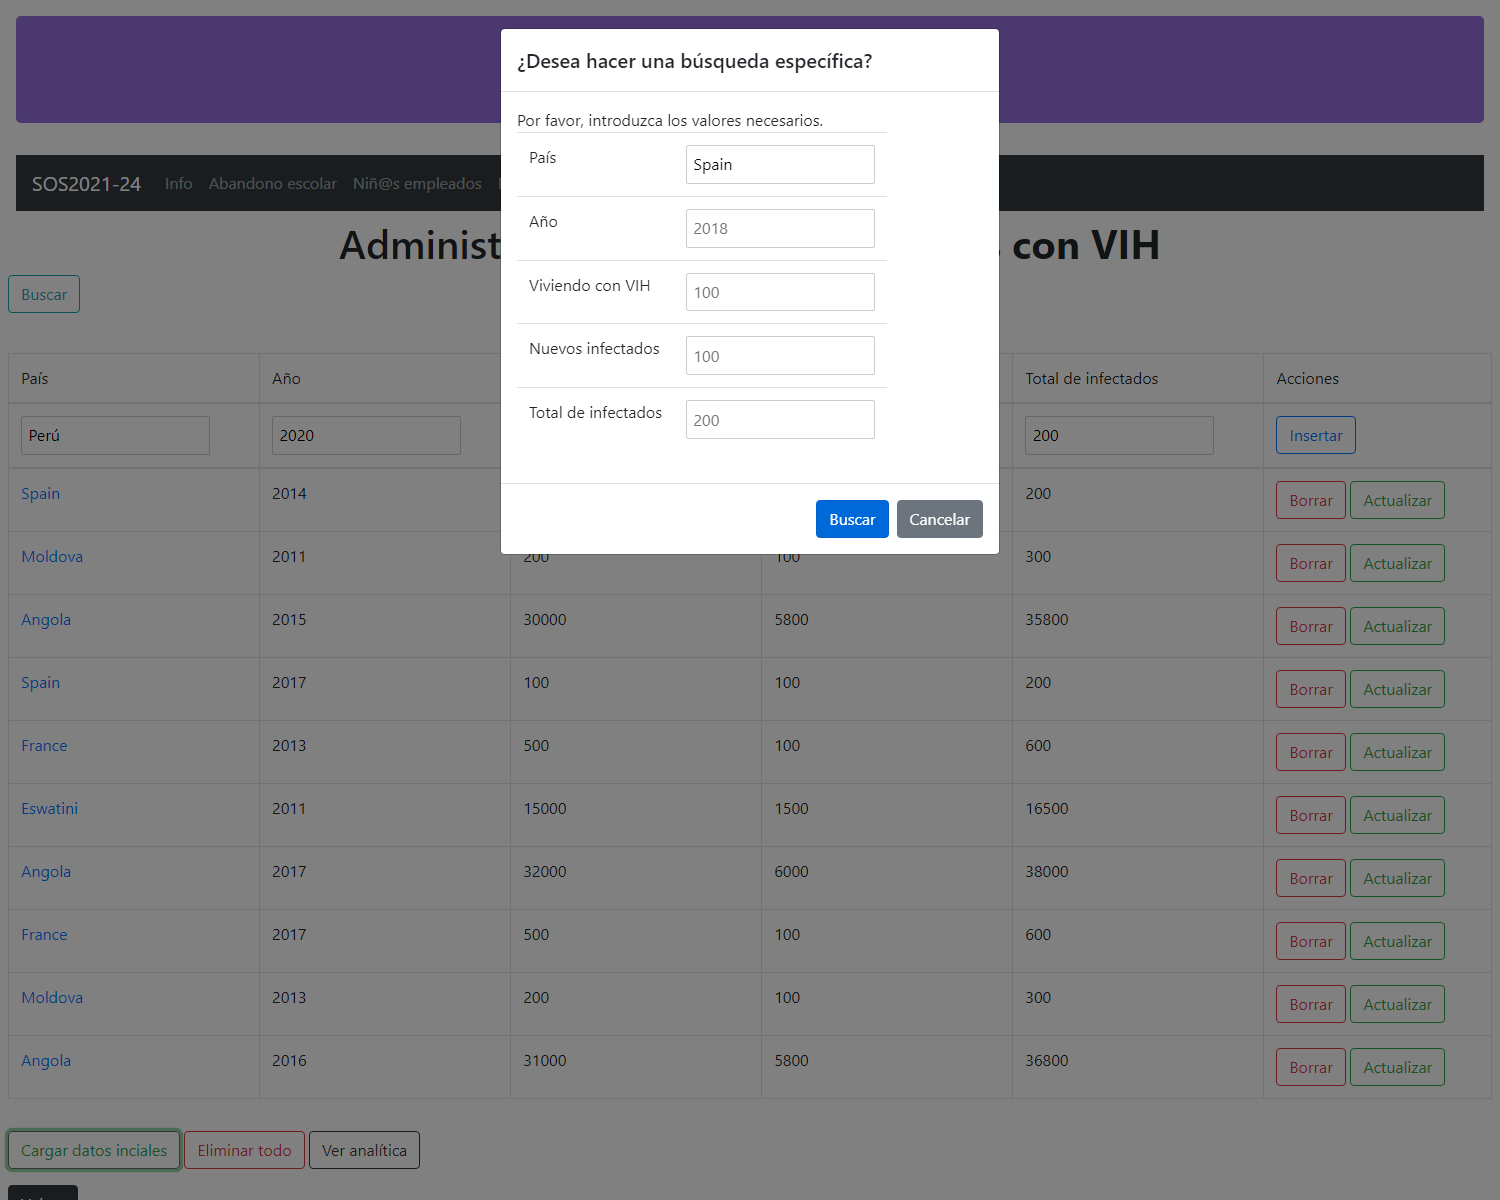 ¿Desea hacer una búsqueda específica?
Por favor, introduzca los valores necesarios.
País Spain
Año 2018
Viviendo con VIH 100
Nuevos infectados 100
Total de infectados 200
Buscar Cancelar
SOS2021-24 Info Abandono escolar Niñ@s empleados
Administ con VIH
Buscar
País Año Total de infectados Acciones
Perú 2020 200 Insertar
Spain 2014 200 Borrar Actualizar
Moldova 2011 200 100 300 Borrar Actualizar
Angola 2015 30000 5800 35800 Borrar Actualizar
Spain 2017 100 100 200 Borrar Actualizar
France 2013 500 100 600 Borrar Actualizar
Eswatini 2011 15000 1500 16500 Borrar Actualizar
Angola 2017 32000 6000 38000 Borrar Actualizar
France 2017 500 100 600 Borrar Actualizar
Moldova 2013 200 100 300 Borrar Actualizar
Angola 2016 31000 5800 36800 Borrar Actualizar
Cargar datos inciales Eliminar todo Ver analítica